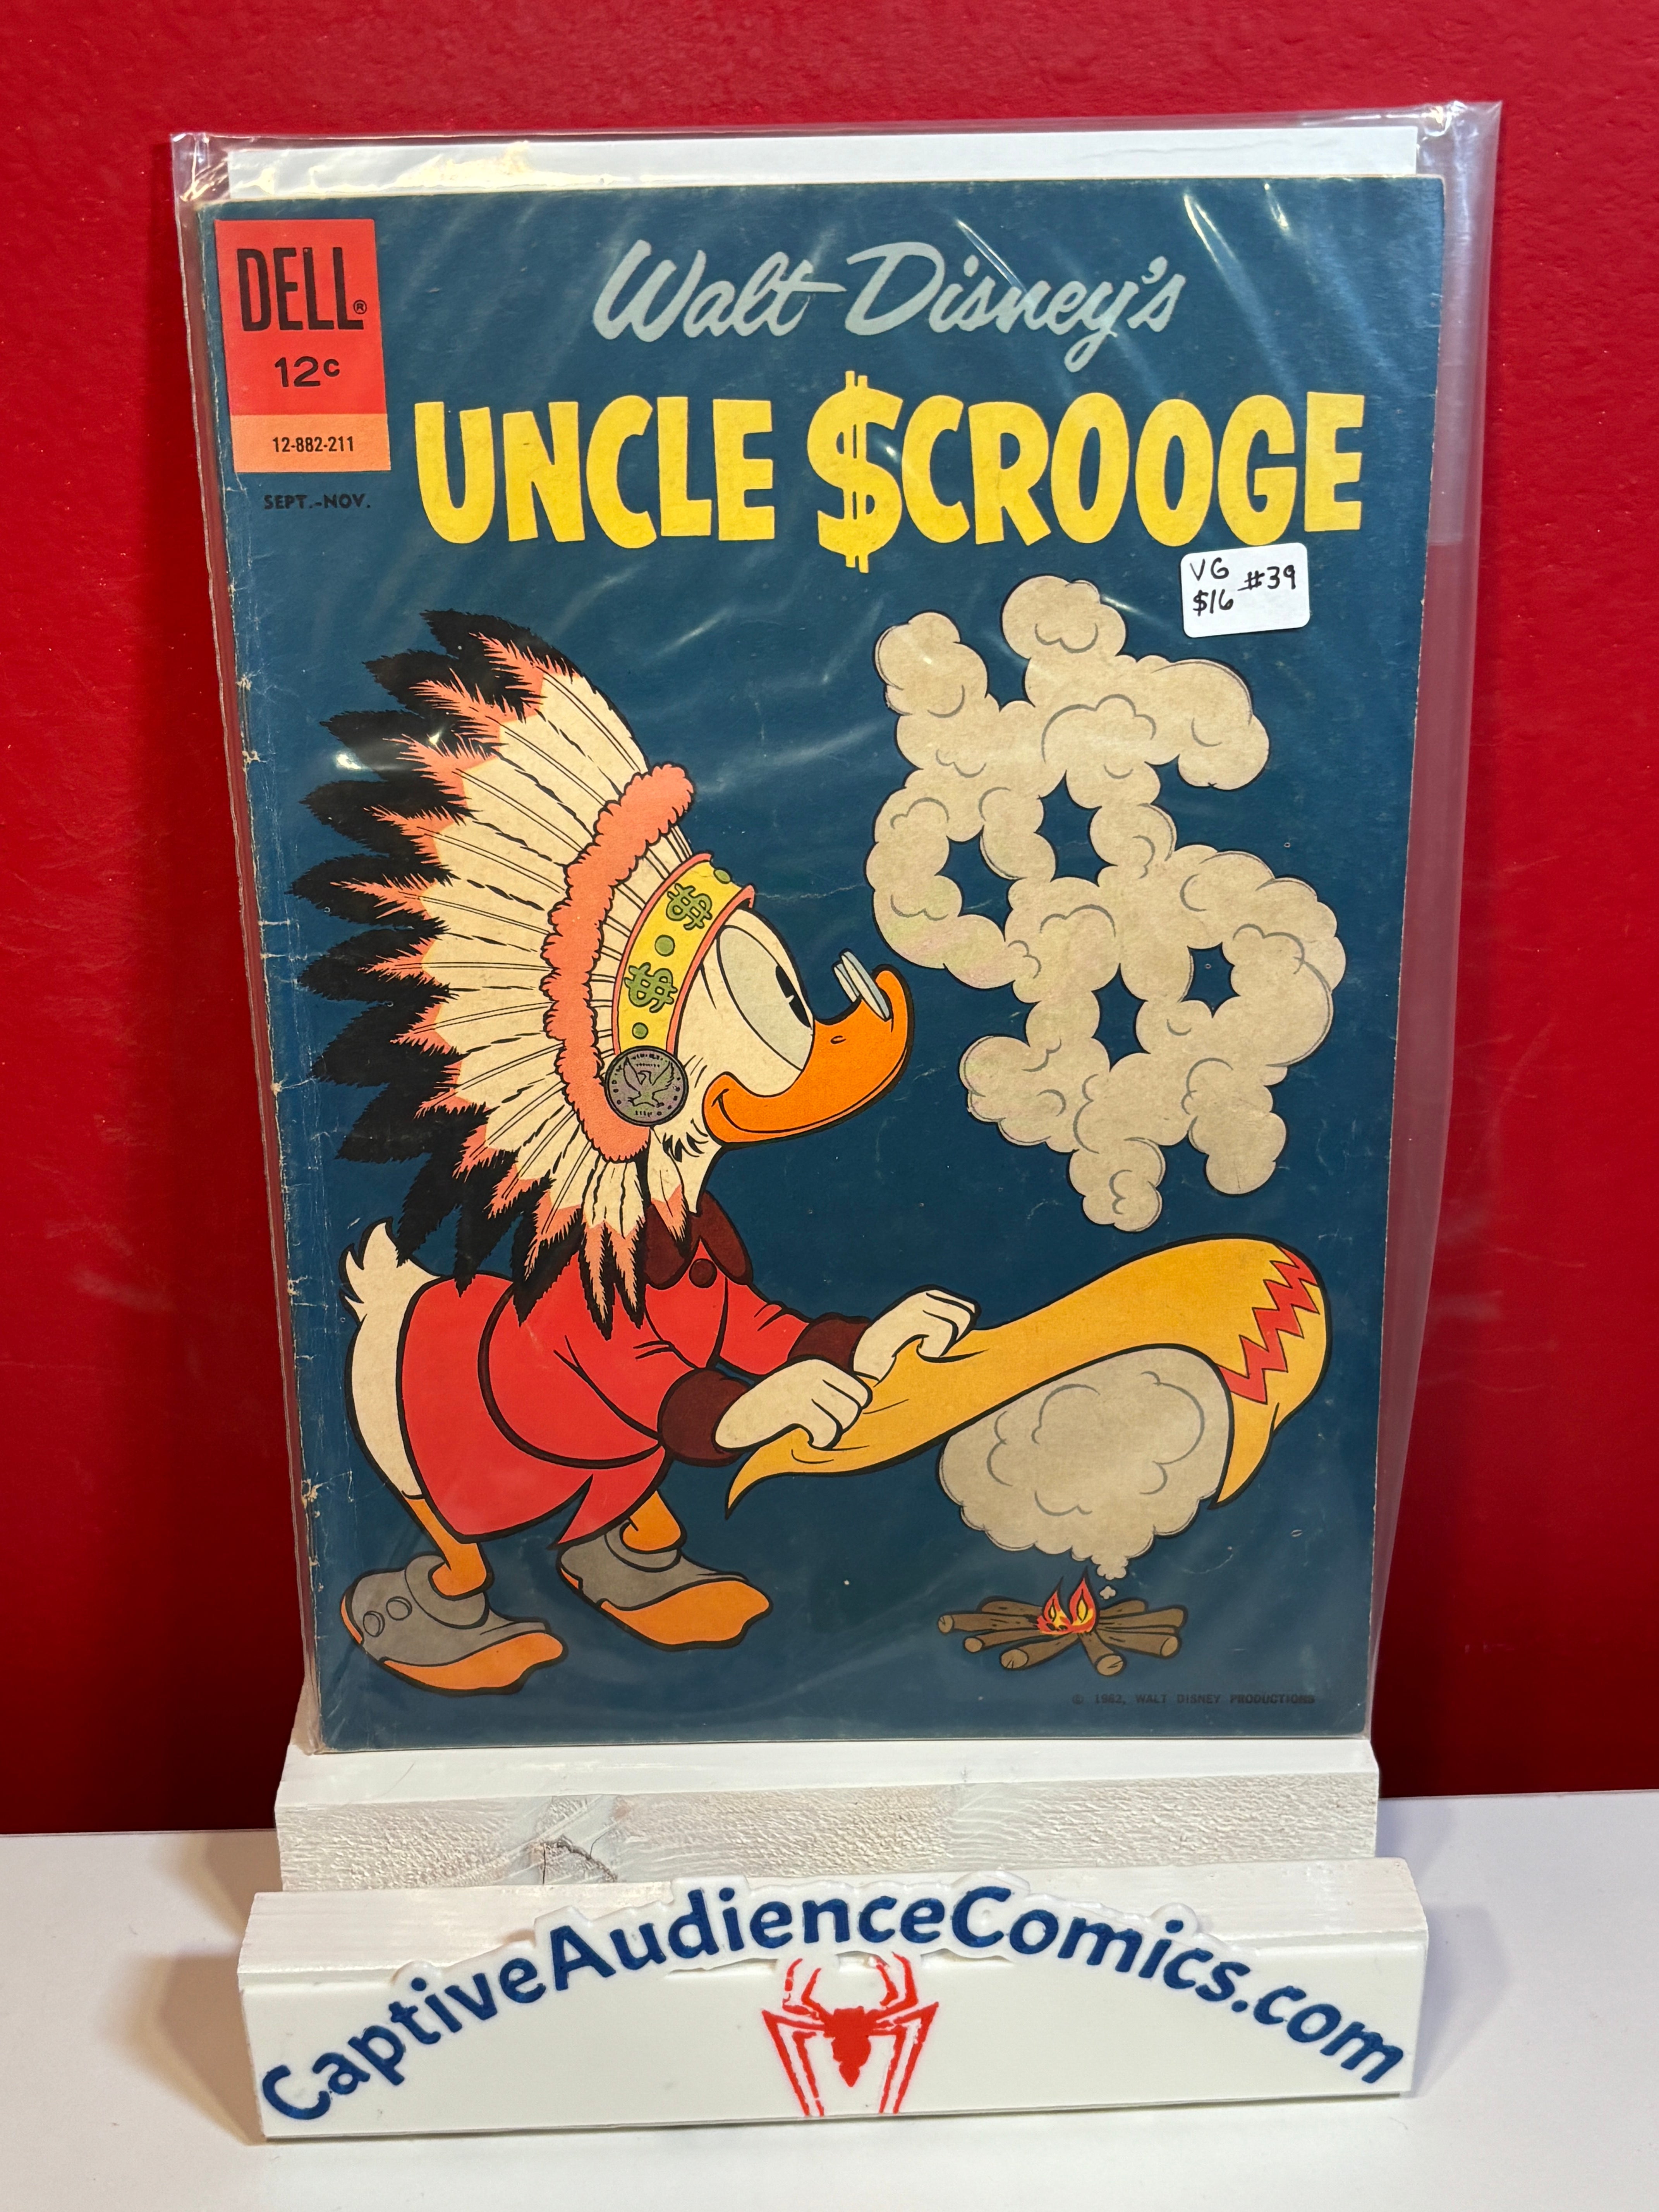 DELL®
12c
12-882-211
SEPT.-NOV.
Walt Disney's
UNCLE $CROOGE
VG #39
$16
© 1962, WALT DISNEY PRODUCTIONS
CaptiveAudienceComics.com